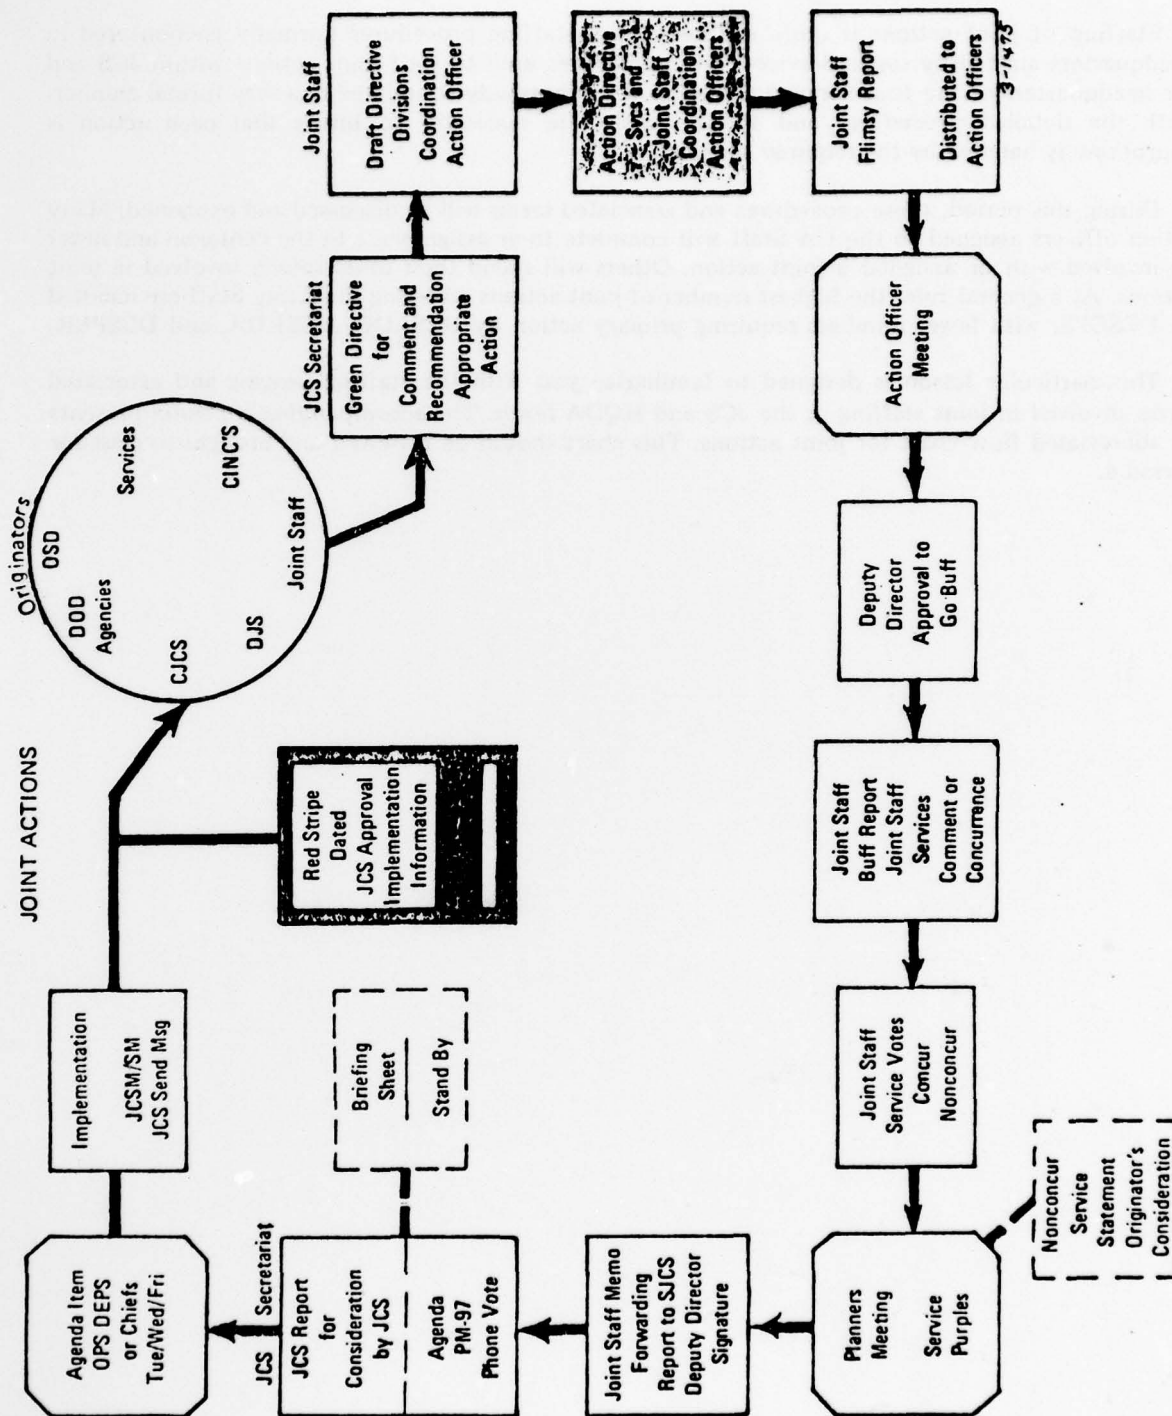 JOINT ACTIONS
Originators
OSD
DOD
Agencies
Services
CJCS
CINC'S
DJS
Joint Staff
JCS Secretariat
Green Directive
for
Comment and
Recommendation
Appropriate
Action
Joint Staff
Draft Directive
Divisions
Coordination
Action Officer
Action Directive
Svcs and
Joint Staff
Coordination
Action Officers
Joint Staff
Flimsy Report
Distributed to
Action Officers
3-11475
Action Officer
Meeting
Deputy
Director
Approval to
Go Buff
Joint Staff
Buff Report
Joint Staff
Services
Comment or
Concurrence
Joint Staff
Service Votes
Concur
Nonconcur
Planners
Meeting
Service
Purples
Nonconcur
Service
Statement
Originator's
Consideration
Joint Staff Memo
Forwarding
Report to SJCS
Deputy Director
Signature
JCS Secretariat
JCS Report
for
Consideration
by JCS
Agenda
PM-97
Phone Vote
Briefing
Sheet
Stand By
Agenda Item
OPS DEPS
or Chiefs
Tue/Wed/Fri
Implementation
JCSM/SM
JCS Send Msg
Red Stripe
Dated
JCS Approval
Implementation
Information